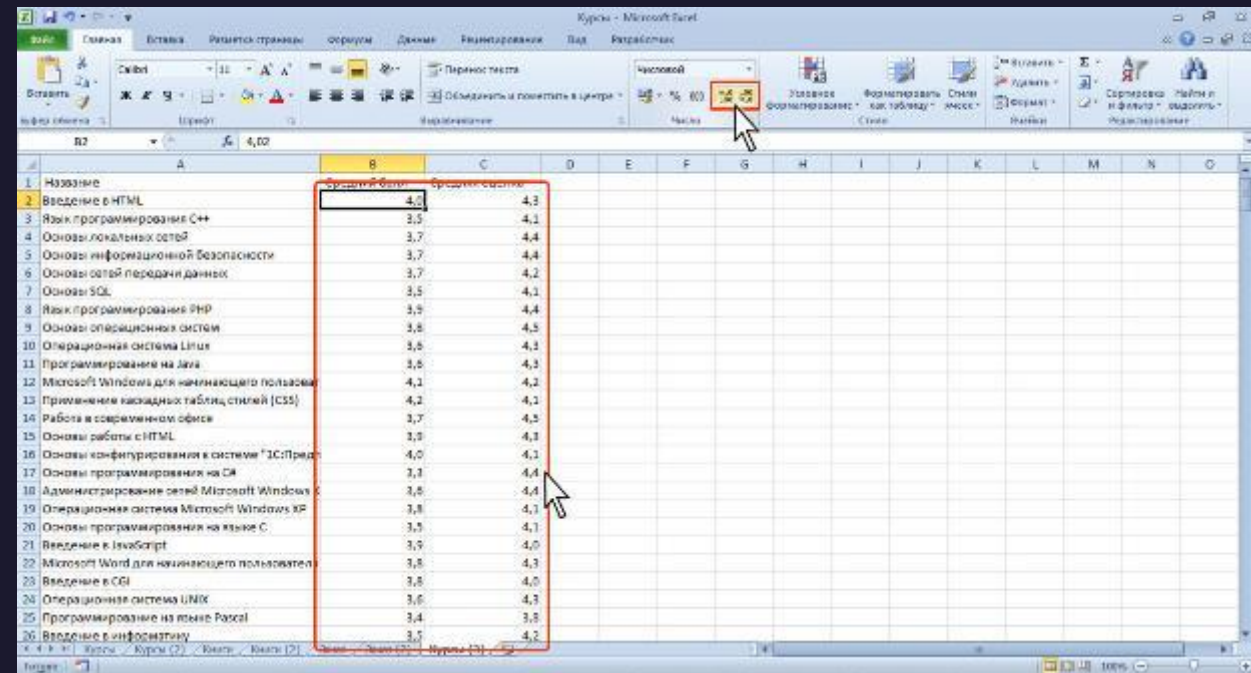 Курсы - Microsoft Excel
Файл Главная Вставка Разметка страницы Формулы Данные Рецензирование Вид Разработчик
Calibri 11 Перенос текста Числовой
Вставить Ж К Ч Объединить и поместить в центре % 000 Условное форматирование Форматировать как таблицу Стили ячеек Вставить Удалить Формат Сортировка и фильтр Найти и выделить
Буфер обмена Шрифт Выравнивание Число Стили Ячейки Редактирование
B2 fx 4,02
A B C D E F G H I J K L M N O
1 Название Средний балл Средняя оценка
2 Введение в HTML 4,0 4,3
3 Язык программирования C++ 3,5 4,1
4 Основы локальных сетей 3,7 4,4
5 Основы информационной безопасности 3,7 4,4
6 Основы сетей передачи данных 3,7 4,2
7 Основы SQL 3,5 4,1
8 Язык программирования PHP 3,9 4,4
9 Основы операционных систем 3,8 4,5
10 Операционная система Linux 3,6 4,3
11 Программирование на Java 3,6 4,3
12 Microsoft Windows для начинающего пользоват 4,1 4,2
13 Применение каскадных таблиц стилей (CSS) 4,2 4,1
14 Работа в современном офисе 3,7 4,5
15 Основы работы с HTML 4,3
16 Основы конфигурирования в системе "1С:Пред 4,0 4,1
17 Основы программирования на C# 3,3 4,4
18 Администрирование сетей Microsoft Windows 3,6 4,4
19 Операционная система Microsoft Windows XP 3,8 4,1
20 Основы программирования на языке C 3,5 4,1
21 Введение в JavaScript 3,9 4,0
22 Microsoft Word для начинающего пользовател 3,8 4,3
23 Введение в CGI 3,8 4,0
24 Операционная система UNIX 3,6 4,3
25 Программирование на языке Pascal 3,4 3,8
26 Введение в информатику 3,5 4,2
Курсы Курсы (2) Книги Книги (2) Курсы (3)
Готово 100%